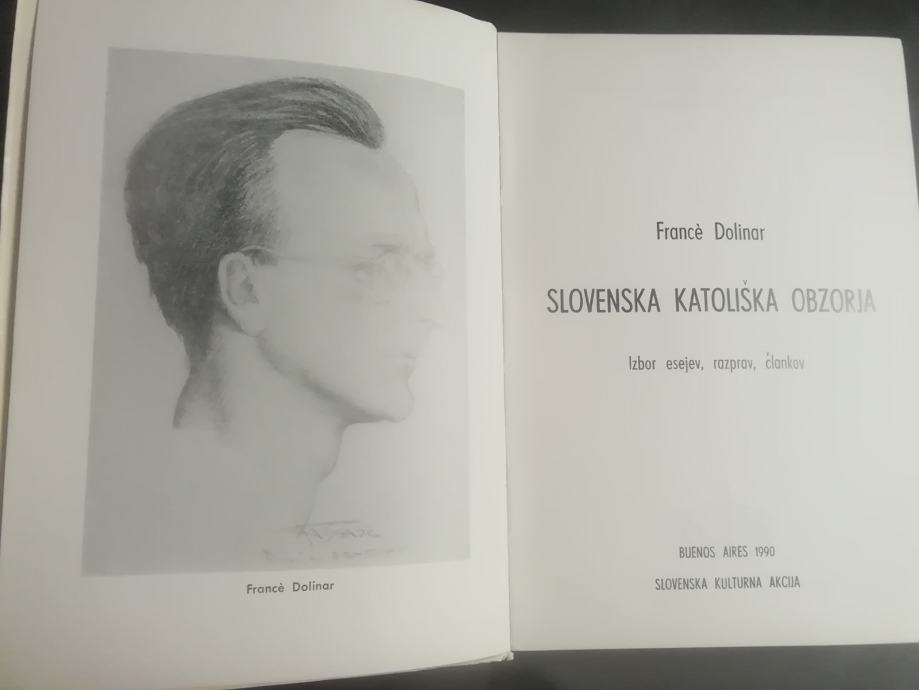 Francè Dolinar
Francè Dolinar
SLOVENSKA KATOLIŠKA OBZORJA
Izbor esejev, razprav, člankov
BUENOS AIRES 1990
SLOVENSKA KULTURNA AKCIJA